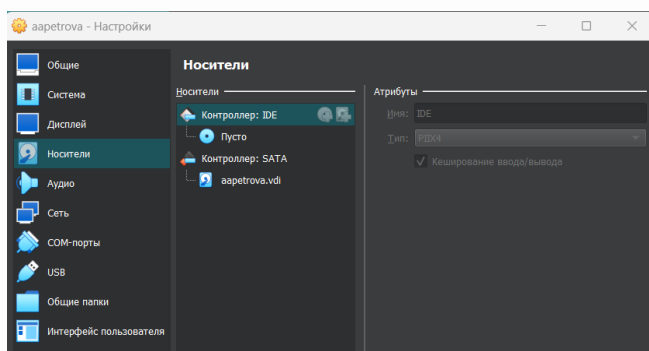 aapetrova - Настройки
Общие
Система
Дисплей
Носители
Аудио
Сеть
COM-порты
USB
Общие папки
Интерфейс пользователя
Носители
Носители
Контроллер: IDE
Пусто
Контроллер: SATA
aapetrova.vdi
Атрибуты
Имя: IDE
Тип: PIIX4
Кеширование ввода/вывода